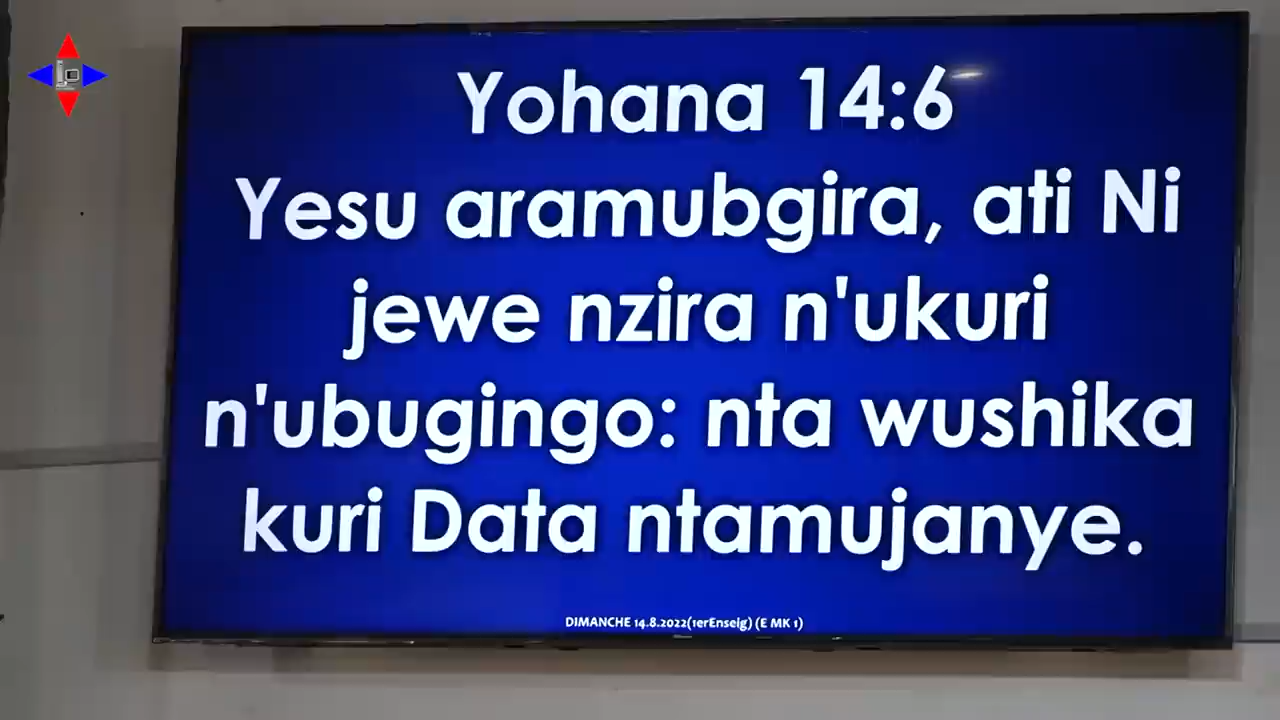 Yohana 14:6
Yesu aramubgira, ati Ni
jewe nzira n'ukuri
n'ubugingo: nta wushika
kuri Data ntamujanye.
DIMANCHE 14.8.2022(1erEnseig) (E MK 1)